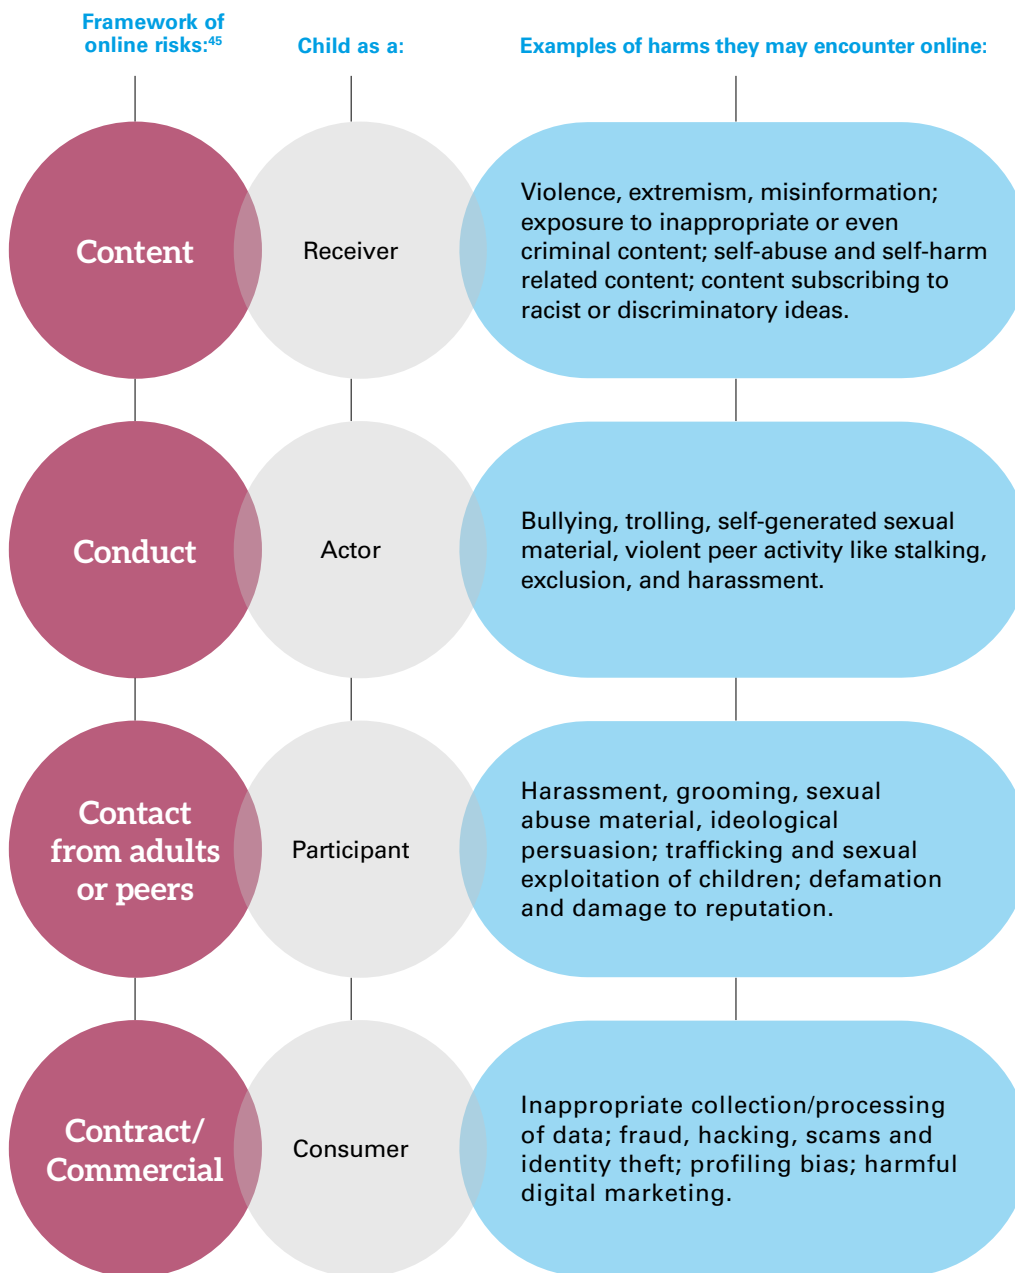 Framework of
online risks:45
Child as a:
Examples of harms they may encounter online:
Content
Receiver
Violence, extremism, misinformation;
exposure to inappropriate or even
criminal content; self-abuse and self-harm
related content; content subscribing to
racist or discriminatory ideas.
Conduct
Actor
Bullying, trolling, self-generated sexual
material, violent peer activity like stalking,
exclusion, and harassment.
Contact
from adults
or peers
Participant
Harassment, grooming, sexual
abuse material, ideological
persuasion; trafficking and sexual
exploitation of children; defamation
and damage to reputation.
Contract/
Commercial
Consumer
Inappropriate collection/processing
of data; fraud, hacking, scams and
identity theft; profiling bias; harmful
digital marketing.